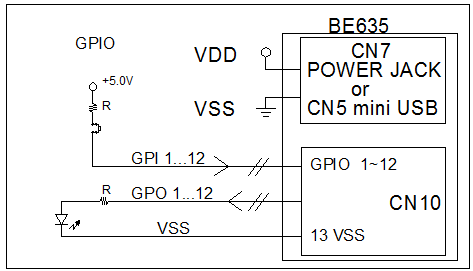 BE635
GPIO
CN7
VDD
POWER JACK
or
+5.0V
VSS
CN5 mini USB
R
GPI 1...12
GPIO 1~12
R
GPO 1...12
CN10
VSS
13 VSS